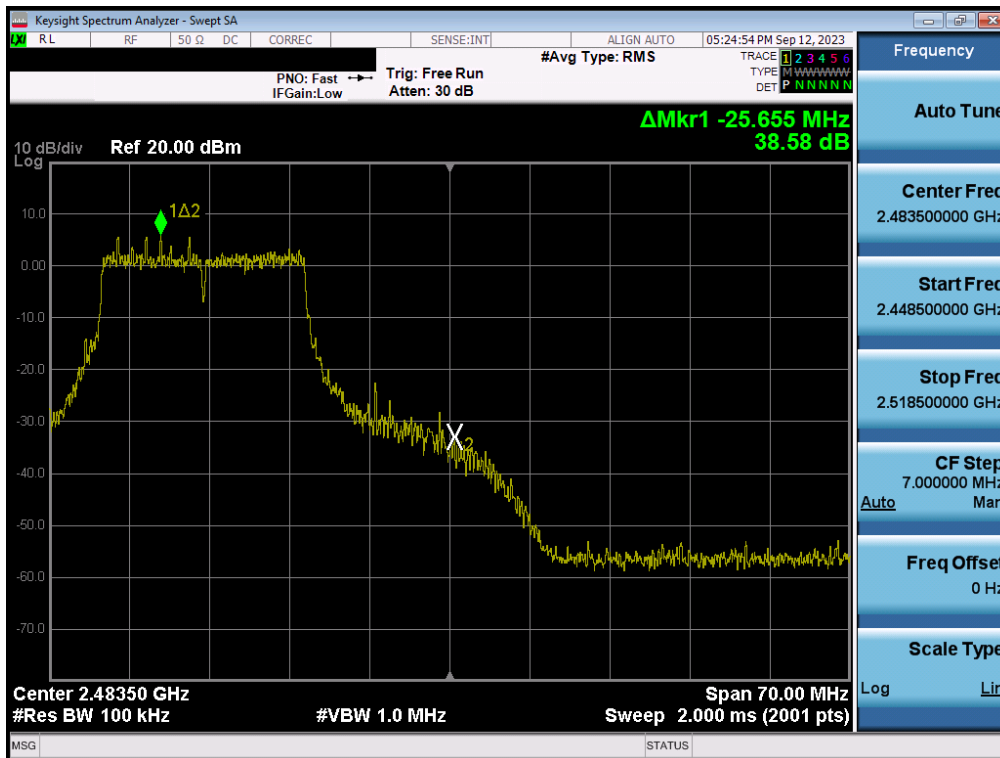 Keysight Spectrum Analyzer - Swept SA
LXI RL RF 50 Ω DC CORREC SENSE:INT ALIGN AUTO 05:24:54 PM Sep 12, 2023
#Avg Type: RMS
TRACE 1 2 3 4 5 6
TYPE M W W W W W
DET P N N N N N
PNO: Fast
IFGain:Low
Trig: Free Run
Atten: 30 dB
ΔMkr1 -25.655 MHz
38.58 dB
10 dB/div Ref 20.00 dBm
Log
10.0
0.00
-10.0
-20.0
-30.0
-40.0
-50.0
-60.0
-70.0
1Δ2
X2
Center 2.48350 GHz Span 70.00 MHz
#Res BW 100 kHz #VBW 1.0 MHz Sweep 2.000 ms (2001 pts)
MSG STATUS
Frequency
Auto Tune
Center Freq
2.483500000 GHz
Start Freq
2.448500000 GHz
Stop Freq
2.518500000 GHz
CF Step
7.000000 MHz
Auto Man
Freq Offset
0 Hz
Scale Type
Log Lin